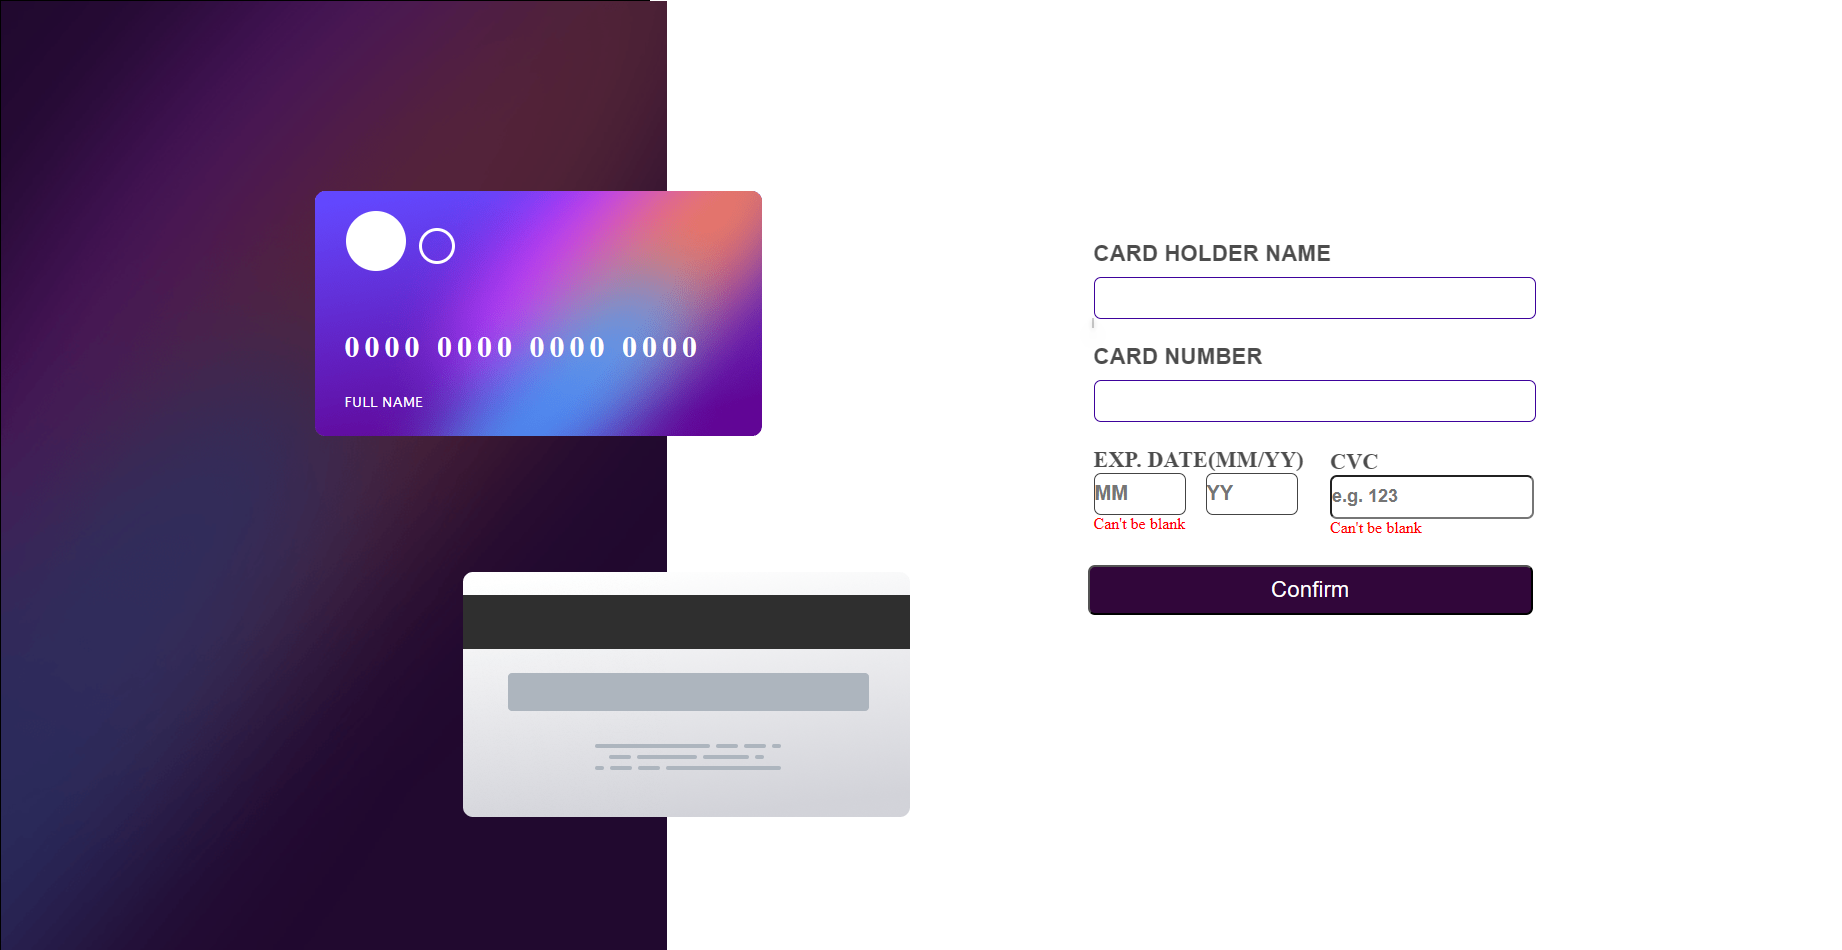 0000 0000 0000 0000
FULL NAME
CARD HOLDER NAME
CARD NUMBER
EXP. DATE(MM/YY) CVC
MM YY e.g. 123
Can't be blank Can't be blank
Confirm